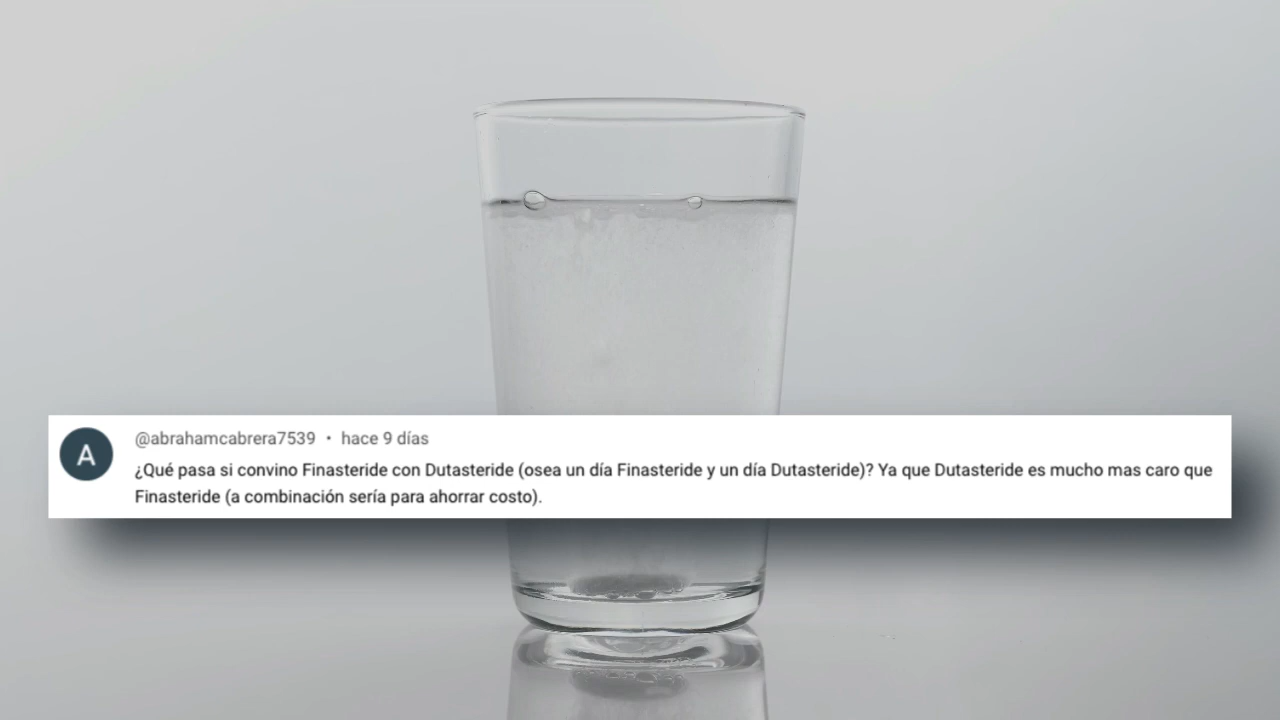 @abrahamcabrera7539 • hace 9 días
A
¿Qué pasa si convino Finasteride con Dutasteride (osea un día Finasteride y un día Dutasteride)? Ya que Dutasteride es mucho mas caro que
Finasteride (a combinación sería para ahorrar costo).